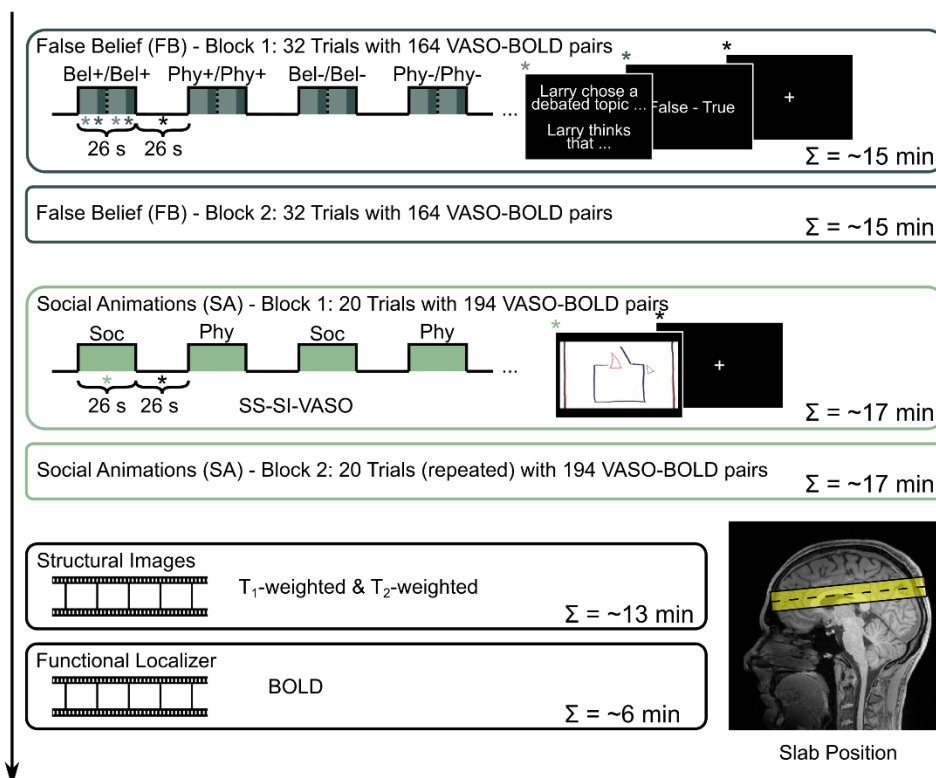 False Belief (FB) - Block 1: 32 Trials with 164 VASO-BOLD pairs
Bel+/Bel+ Phy+/Phy+ Bel-/Bel- Phy-/Phy-
* * * * *
26 s 26 s
...
* * *
Larry chose a
debated topic ...
Larry thinks
that ...
False - True
+
Σ = ~15 min
False Belief (FB) - Block 2: 32 Trials with 164 VASO-BOLD pairs
Σ = ~15 min
Social Animations (SA) - Block 1: 20 Trials with 194 VASO-BOLD pairs
Soc Phy Soc Phy
* *
26 s 26 s
SS-SI-VASO
...
* *
+
Σ = ~17 min
Social Animations (SA) - Block 2: 20 Trials (repeated) with 194 VASO-BOLD pairs
Σ = ~17 min
Structural Images
T₁-weighted & T₂-weighted
Σ = ~13 min
Functional Localizer
BOLD
Σ = ~6 min
Slab Position